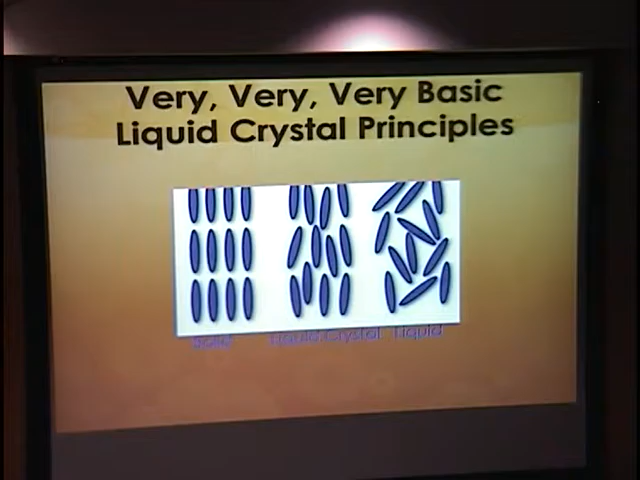 Very, Very, Very Basic
Liquid Crystal Principles
Solid Liquid Crystal Liquid